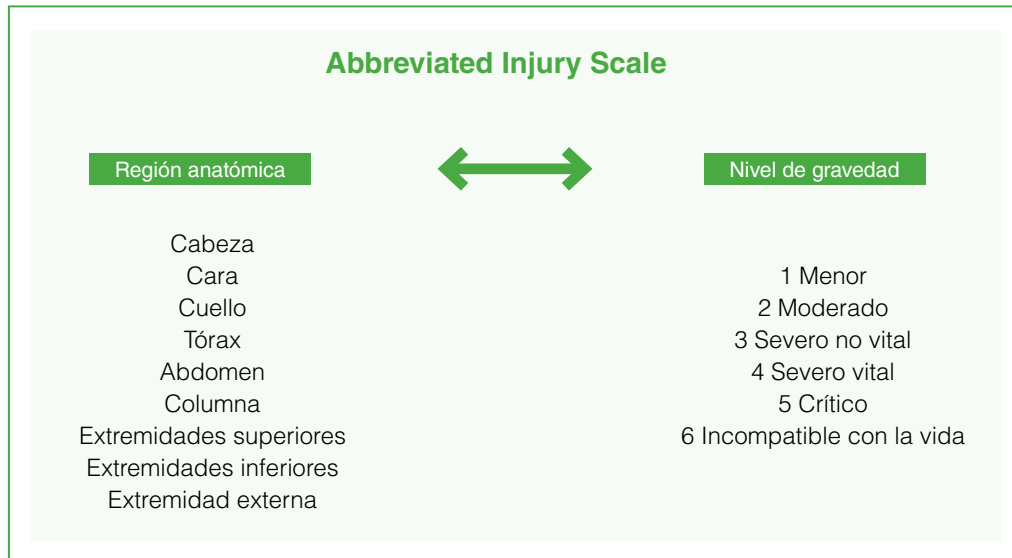 Abbreviated Injury Scale
Región anatómica
Nivel de gravedad
Cabeza
Cara
Cuello
Tórax
Abdomen
Columna
Extremidades superiores
Extremidades inferiores
Extremidad externa
1 Menor
2 Moderado
3 Severo no vital
4 Severo vital
5 Crítico
6 Incompatible con la vida